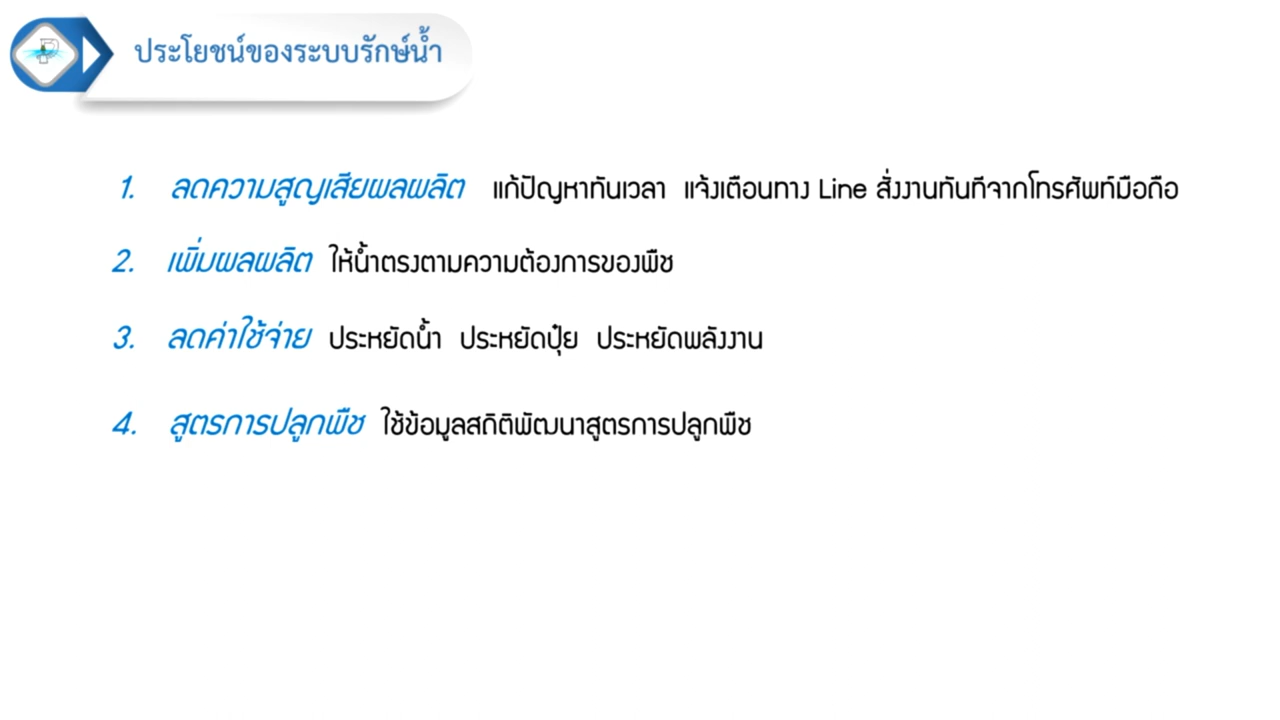 ประโยชน์ของระบบรักษ์น้ำ
1. ลดความสูญเสียผลผลิต แก้ปัญหาทันเวลา แจ้งเตือนทาง Line สั่งงานทันทีจากโทรศัพท์มือถือ
2. เพิ่มผลผลิต ให้น้ำตรงตามความต้องการของพืช
3. ลดค่าใช้จ่าย ประหยัดน้ำ ประหยัดปุ๋ย ประหยัดพลังงาน
4. สูตรการปลูกพืช ใช้ข้อมูลสถิติพัฒนาสูตรการปลูกพืช